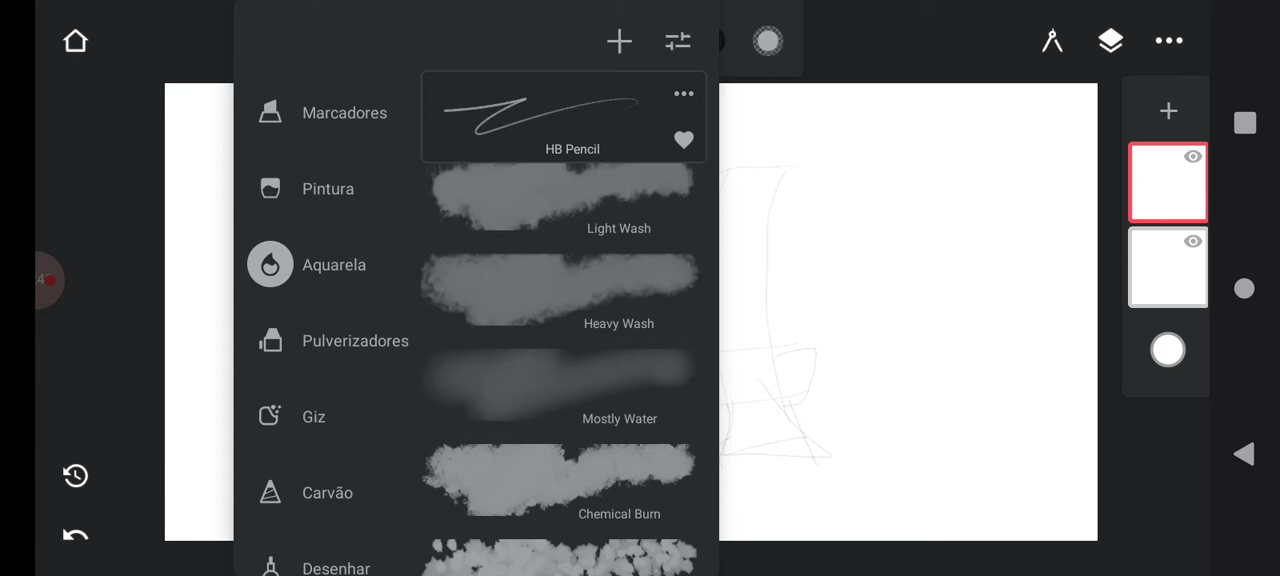 Marcadores
HB Pencil
Pintura
Light Wash
Aquarela
Heavy Wash
Pulverizadores
Mostly Water
Giz
Carvão
Chemical Burn
Desenhar